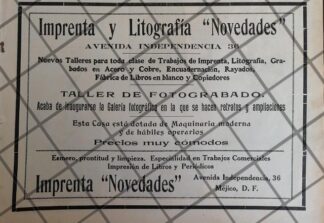 Imprenta y Litografía "Novedades"
AVENIDA INDEPENDENCIA 36
Nuevos Talleres para toda clase de Trabajos de Imprenta, Litografía, Gra-
bados en Acero y Cobre, Encuadernación, Rayados,
Fábrica de Libros en blanco y Copiadores
TALLER DE FOTOGRABADO.
Acaba de inaugurarse la Galería fotográfica en la que se hacen retratos y ampliaciones
Esta Casa está dotada de Maquinaria moderna
y de hábiles operarios
Precios muy cómodos
Esmero, prontitud y limpieza. Especialidad en Trabajos Comerciales
Impresión de Libros y Periódicos
Imprenta "Novedades" Avenida Independencia, 36
Méjico, D. F.